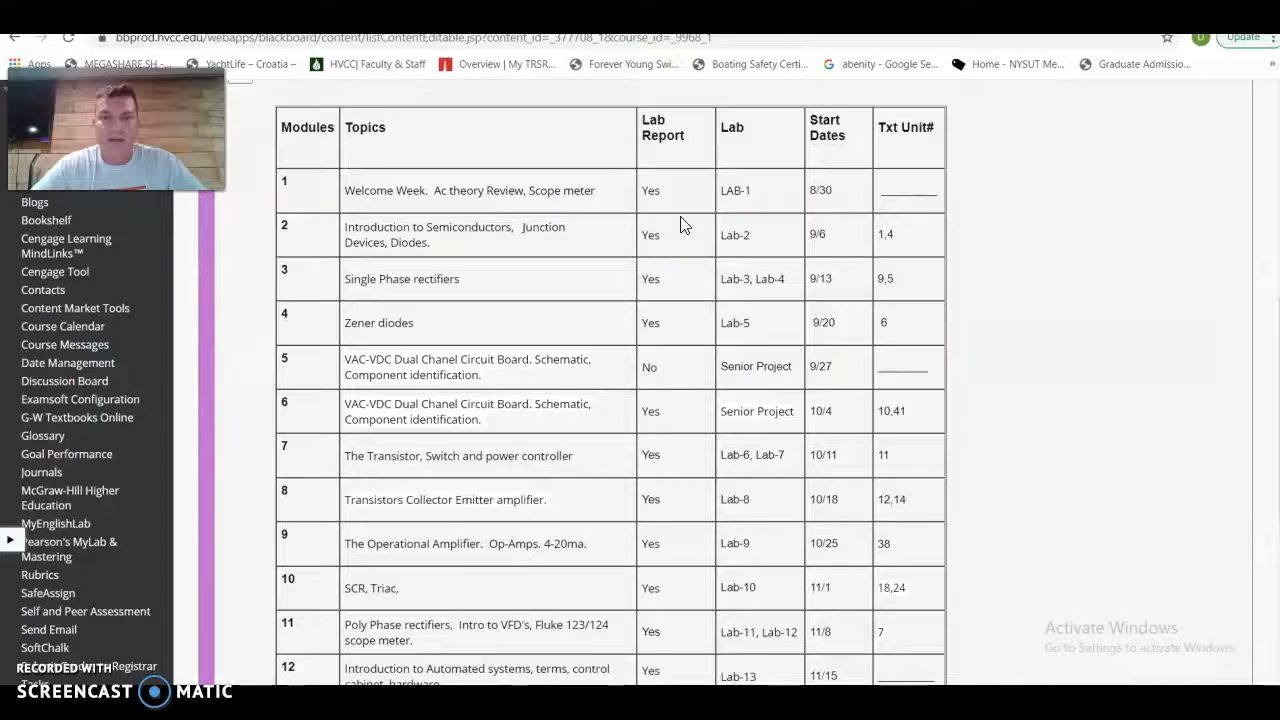 bbprod.hvcc.edu/webapps/blackboard/content/listContentEditable.jsp?content_id=_377708_1&course_id=_9968_1
D
Update
Apps MEGASHARE.SH -... YachtLife – Croatia –... HVCC| Faculty & Staff Overview | My TRSR... Forever Young Swi... Boating Safety Certi... abenity - Google Se... Home - NYSUT Me... Graduate Admissio... »
Blogs
Bookshelf
Cengage Learning
MindLinks™
Cengage Tool
Contacts
Content Market Tools
Course Calendar
Course Messages
Date Management
Discussion Board
Examsoft Configuration
G-W Textbooks Online
Glossary
Goal Performance
Journals
McGraw-Hill Higher
Education
MyEnglishLab
Pearson's MyLab &
Mastering
Rubrics
SafeAssign
Self and Peer Assessment
Send Email
SoftChalk
Registrar
Modules Topics Lab Report Lab Start Dates Txt Unit#
1 Welcome Week. Ac theory Review, Scope meter Yes LAB-1 8/30 ________
2 Introduction to Semiconductors, Junction
Devices, Diodes. Yes Lab-2 9/6 1,4
3 Single Phase rectifiers Yes Lab-3, Lab-4 9/13 9,5
4 Zener diodes Yes Lab-5 9/20 6
5 VAC-VDC Dual Chanel Circuit Board. Schematic,
Component identification. No Senior Project 9/27 _______
6 VAC-VDC Dual Chanel Circuit Board. Schematic,
Component identification. Yes Senior Project 10/4 10,41
7 The Transistor, Switch and power controller Yes Lab-6, Lab-7 10/11 11
8 Transistors Collector Emitter amplifier. Yes Lab-8 10/18 12,14
9 The Operational Amplifier. Op-Amps. 4-20ma. Yes Lab-9 10/25 38
10 SCR, Triac, Yes Lab-10 11/1 18,24
11 Poly Phase rectifiers, Intro to VFD's, Fluke 123/124
scope meter. Yes Lab-11, Lab-12 11/8 7
12 Introduction to Automated systems, terms, control
cabinet, hardware Yes Lab-13 11/15 ________
Activate Windows
Go to Settings to activate Windows.
RECORDED WITH
SCREENCAST MATIC